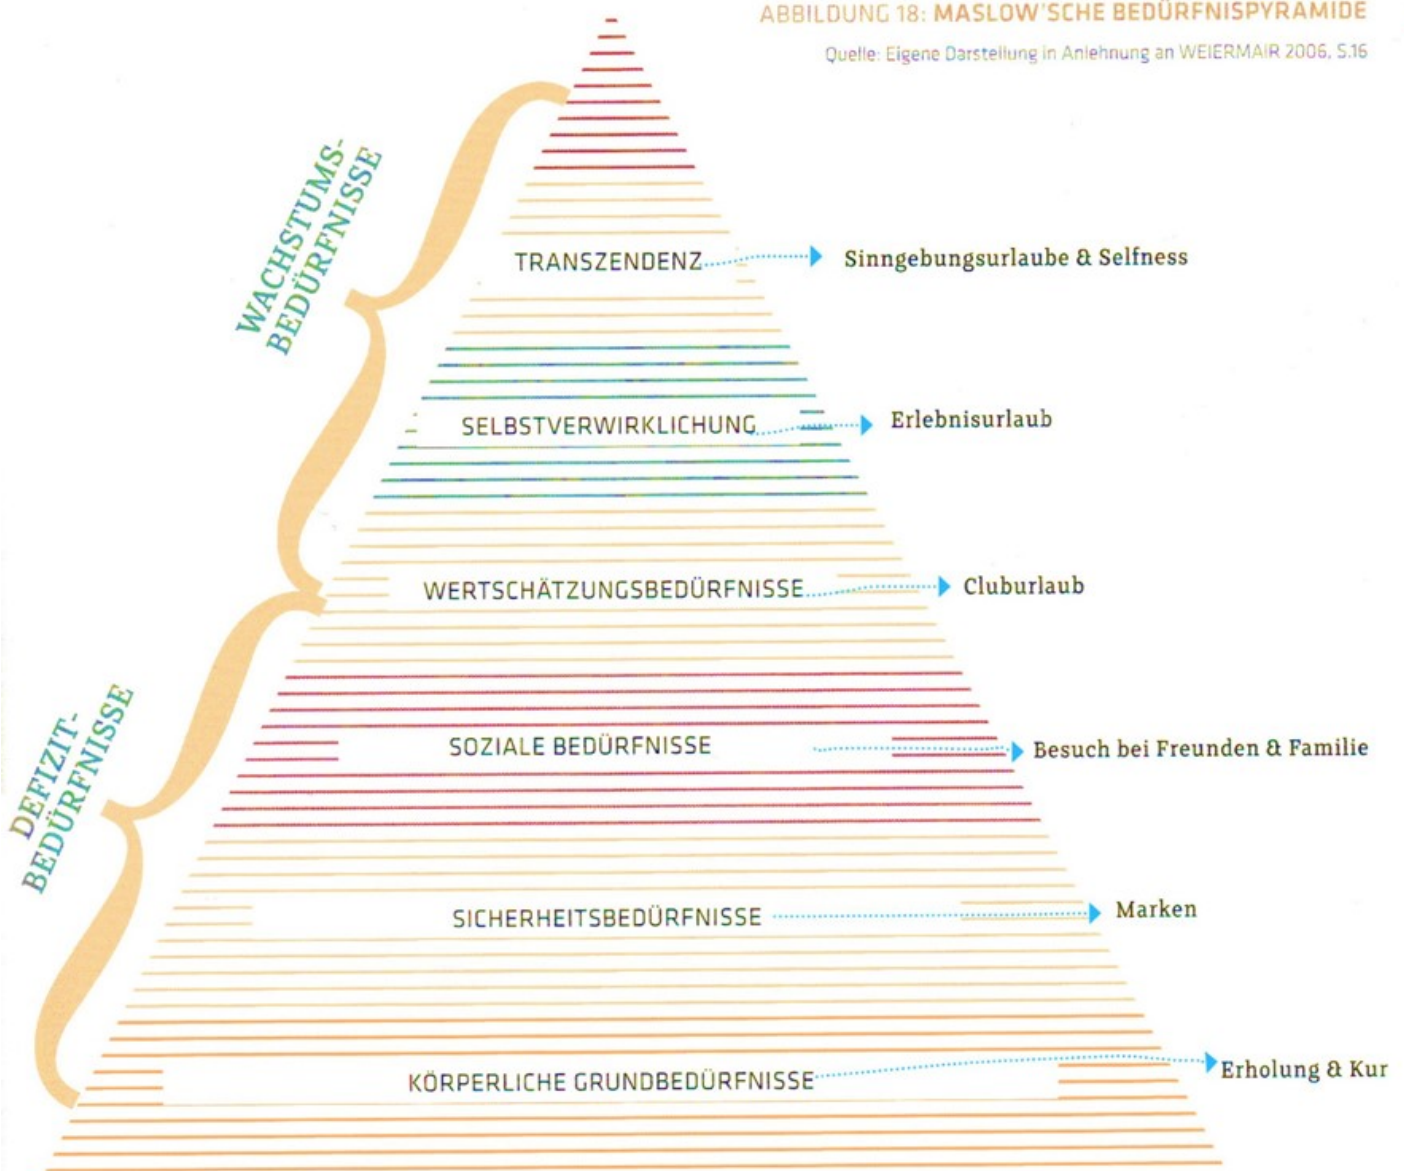 ABBILDUNG 18: MASLOW'SCHE BEDÜRFNISPYRAMIDE
Quelle: Eigene Darstellung in Anlehnung an WEIERMAIR 2006, S.16
WACHSTUMS-
BEDÜRFNISSE
TRANSZENDENZ
Sinngebungsurlaube & Selfness
SELBSTVERWIRKLICHUNG
Erlebnisurlaub
WERTSCHÄTZUNGSBEDÜRFNISSE
Cluburlaub
DEFIZIT-
BEDÜRFNISSE
SOZIALE BEDÜRFNISSE
Besuch bei Freunden & Familie
SICHERHEITSBEDÜRFNISSE
Marken
KÖRPERLICHE GRUNDBEDÜRFNISSE
Erholung & Kur